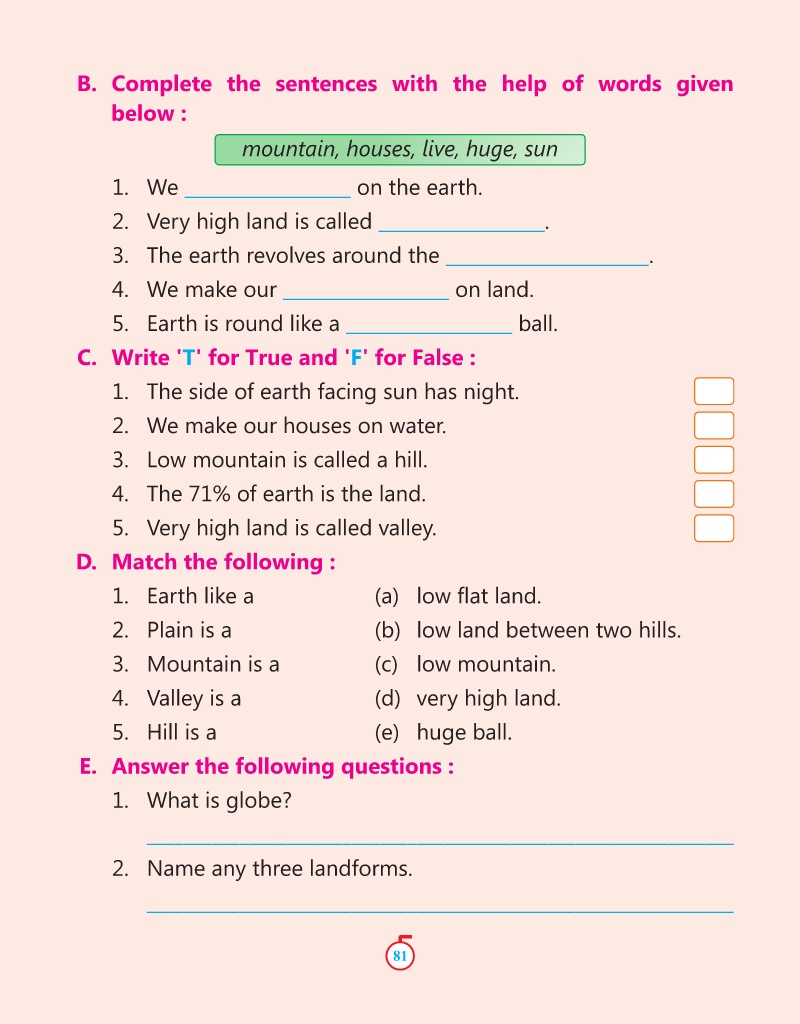 B. Complete the sentences with the help of words given
below :
mountain, houses, live, huge, sun
1. We _______________ on the earth.
2. Very high land is called _______________.
3. The earth revolves around the __________________.
4. We make our _______________ on land.
5. Earth is round like a _______________ ball.
C. Write 'T' for True and 'F' for False :
1. The side of earth facing sun has night.
2. We make our houses on water.
3. Low mountain is called a hill.
4. The 71% of earth is the land.
5. Very high land is called valley.
D. Match the following :
1. Earth like a (a) low flat land.
2. Plain is a (b) low land between two hills.
3. Mountain is a (c) low mountain.
4. Valley is a (d) very high land.
5. Hill is a (e) huge ball.
E. Answer the following questions :
1. What is globe?
2. Name any three landforms.
81